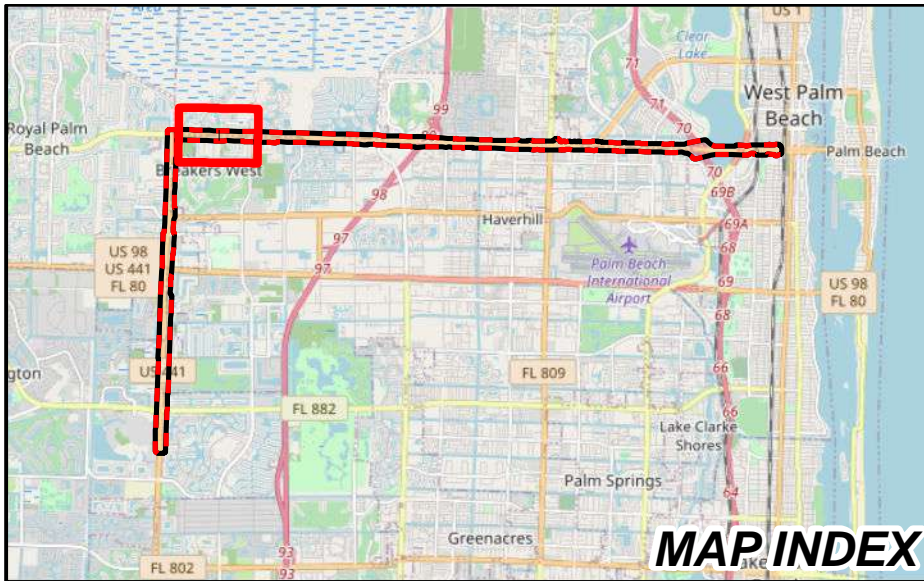 US 1
Clear
Lake
71
71
99
70
98
West Palm
Beach
Royal Palm
Beach
Breakers West
Palm Beach
70
69B
69A
Haverhill
97
97
68
US 98
US 441
FL 80
Palm Beach
International
Airport
69
68
US 98
FL 80
gton
US 441
FL 809
66
FL 882
66
Lake Clarke
Shores
Palm Springs
64
Greenacres
93
93
FL 802
Lake
MAP INDEX